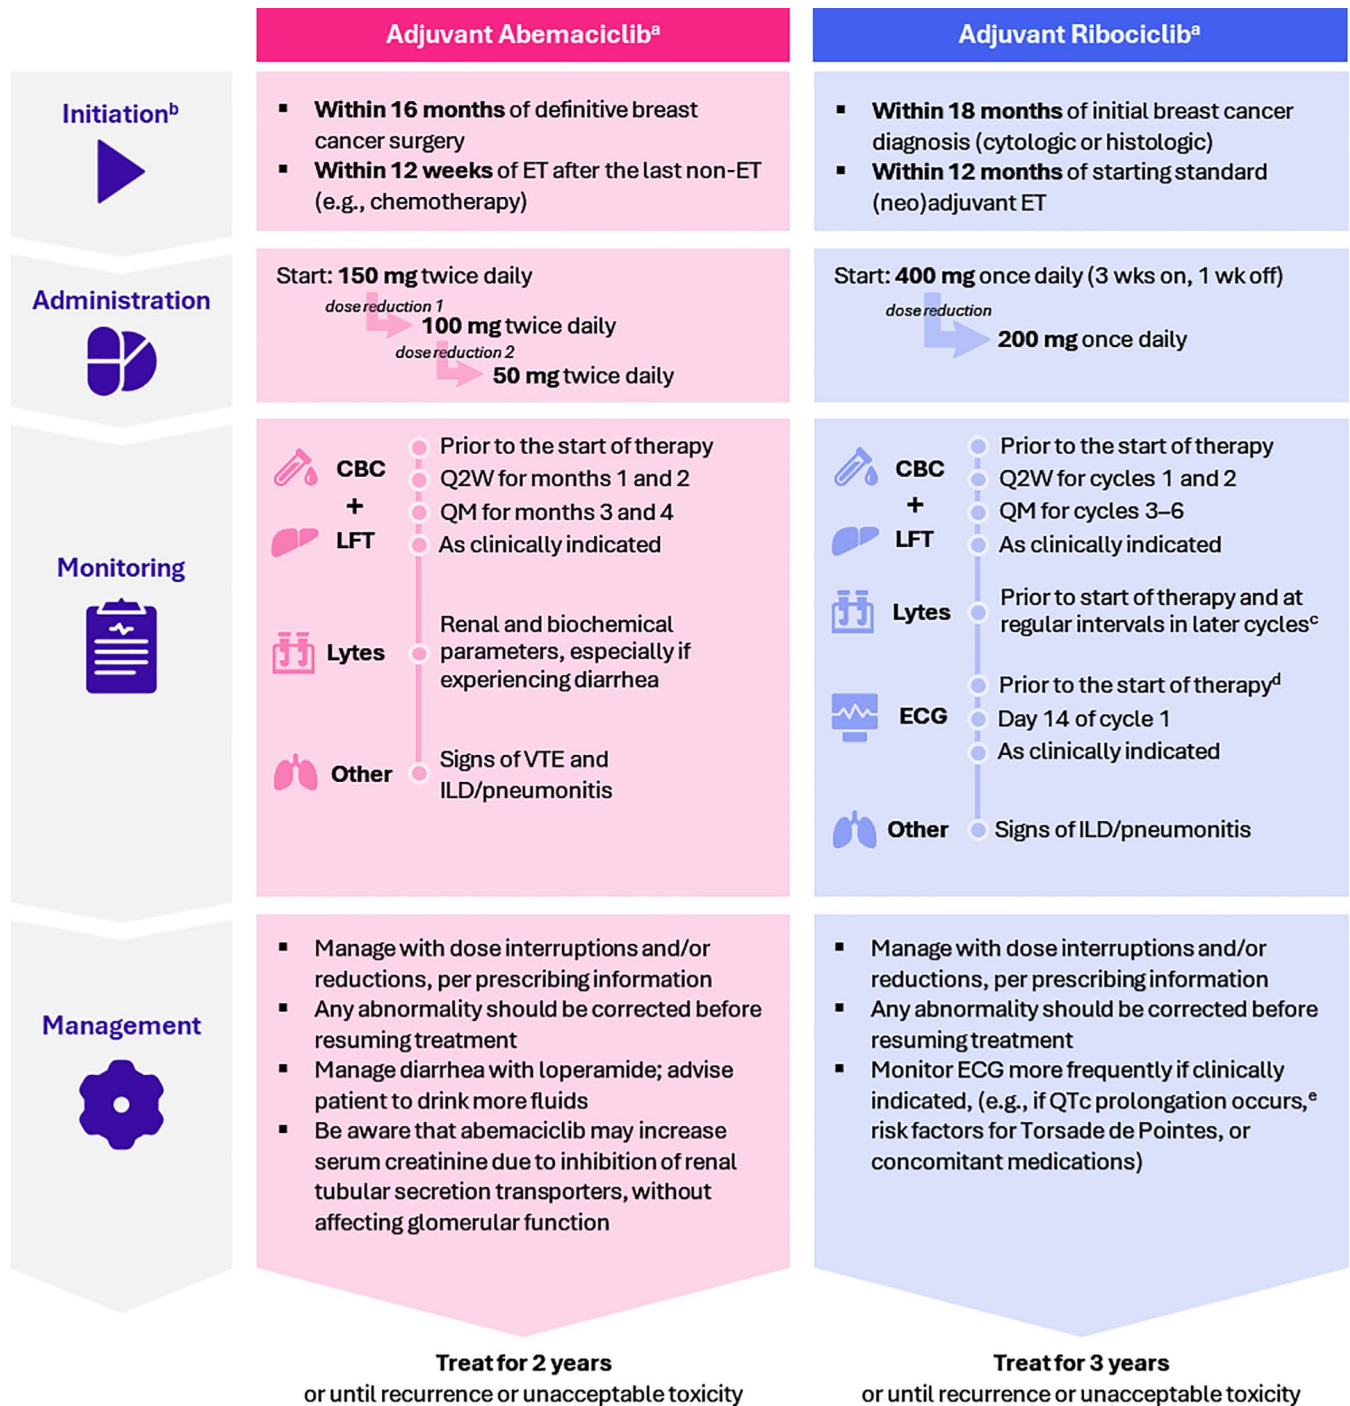 Adjuvant Abemaciclibᵃ
Adjuvant Ribociclibᵃ
Initiationᵇ
▪ Within 16 months of definitive breast
cancer surgery
▪ Within 12 weeks of ET after the last non-ET
(e.g., chemotherapy)
▪ Within 18 months of initial breast cancer
diagnosis (cytologic or histologic)
▪ Within 12 months of starting standard
(neo)adjuvant ET
Administration
Start: 150 mg twice daily
dose reduction 1
100 mg twice daily
dose reduction 2
50 mg twice daily
Start: 400 mg once daily (3 wks on, 1 wk off)
dose reduction
200 mg once daily
Monitoring
CBC
+
LFT
Prior to the start of therapy
Q2W for months 1 and 2
QM for months 3 and 4
As clinically indicated
Lytes
Renal and biochemical
parameters, especially if
experiencing diarrhea
Other
Signs of VTE and
ILD/pneumonitis
CBC
+
LFT
Prior to the start of therapy
Q2W for cycles 1 and 2
QM for cycles 3–6
As clinically indicated
Lytes
Prior to start of therapy and at
regular intervals in later cyclesᶜ
ECG
Prior to the start of therapyᵈ
Day 14 of cycle 1
As clinically indicated
Other
Signs of ILD/pneumonitis
Management
▪ Manage with dose interruptions and/or
reductions, per prescribing information
▪ Any abnormality should be corrected before
resuming treatment
▪ Manage diarrhea with loperamide; advise
patient to drink more fluids
▪ Be aware that abemaciclib may increase
serum creatinine due to inhibition of renal
tubular secretion transporters, without
affecting glomerular function
▪ Manage with dose interruptions and/or
reductions, per prescribing information
▪ Any abnormality should be corrected before
resuming treatment
▪ Monitor ECG more frequently if clinically
indicated, (e.g., if QTc prolongation occurs,ᵉ
risk factors for Torsade de Pointes, or
concomitant medications)
Treat for 2 years
or until recurrence or unacceptable toxicity
Treat for 3 years
or until recurrence or unacceptable toxicity